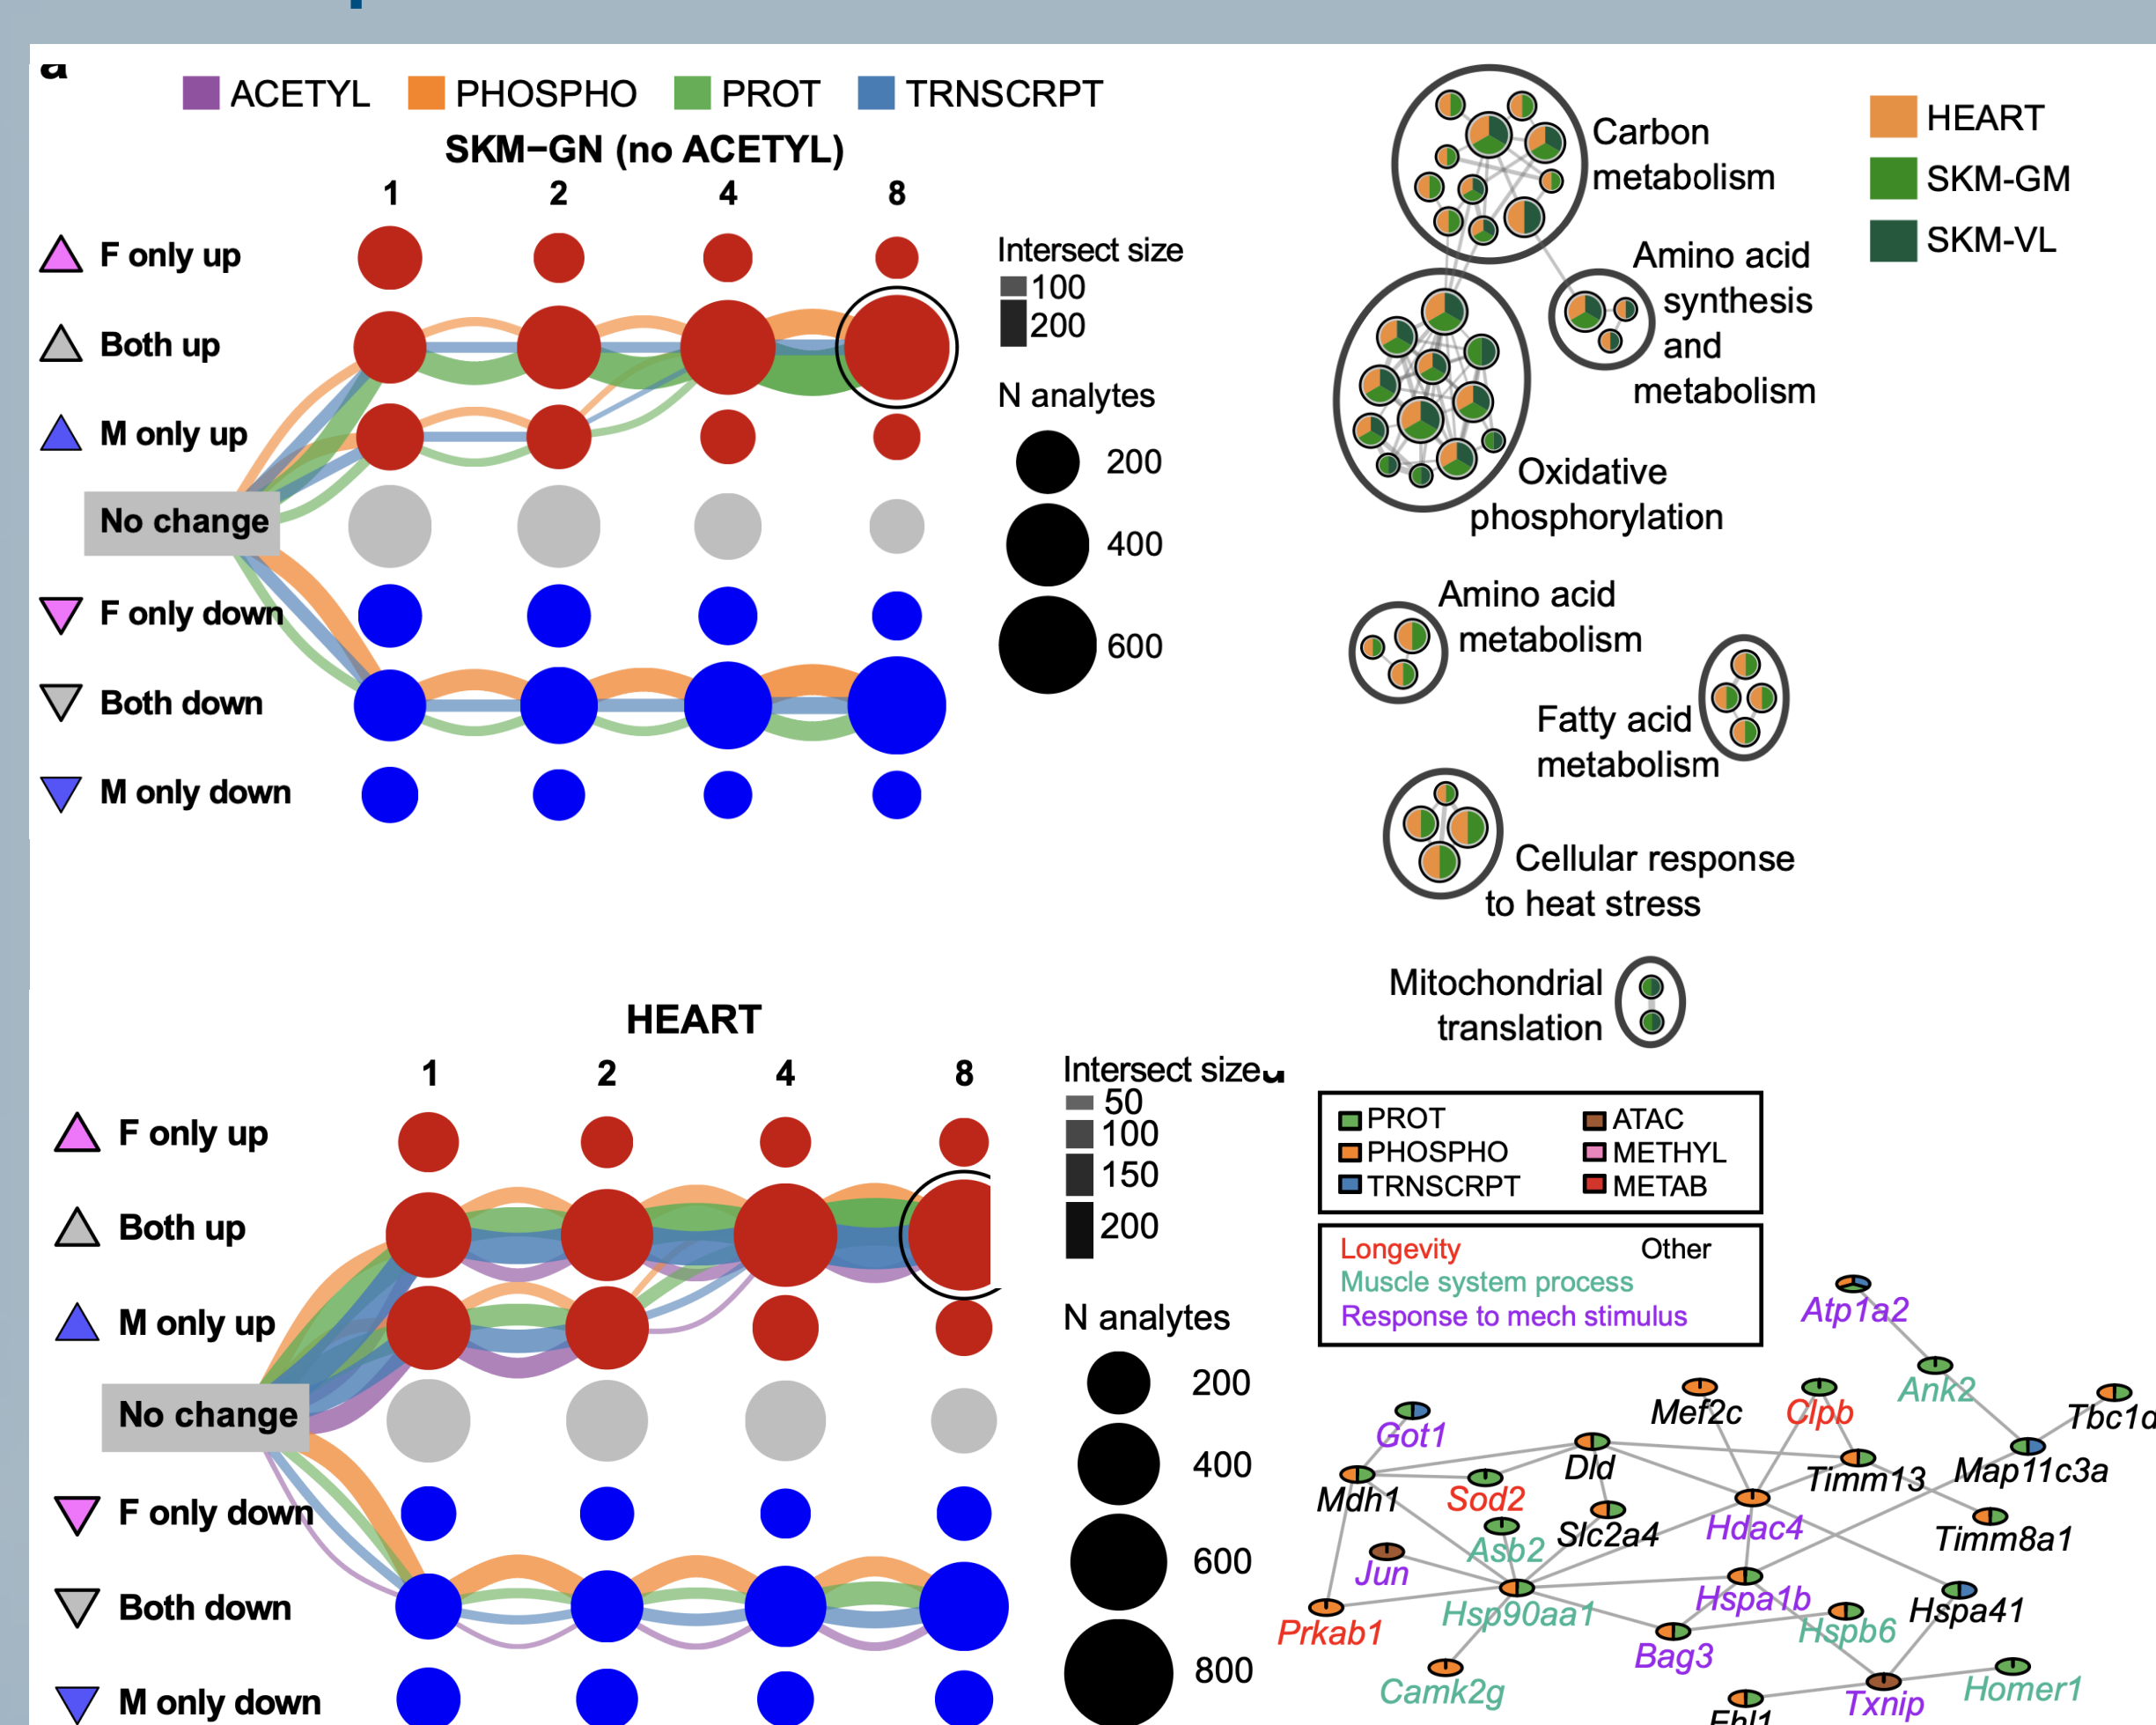 a
ACETYL PHOSPHO PROT TRNSCRPT
SKM−GN (no ACETYL)
1 2 4 8
F only up
Both up
M only up
No change
F only down
Both down
M only down
Intersect size
100
200
N analytes
200
400
600
HEART
SKM-GM
SKM-VL
Carbon
metabolism
Amino acid
synthesis
and
metabolism
Oxidative
phosphorylation
Amino acid
metabolism
Fatty acid
metabolism
Cellular response
to heat stress
Mitochondrial
translation
HEART
1 2 4 8
F only up
Both up
M only up
No change
F only down
Both down
M only down
Intersect size
50
100
150
200
N analytes
200
400
600
800
PROT ATAC
PHOSPHO METHYL
TRNSCRPT METAB
Longevity Other
Muscle system process
Response to mech stimulus
Atp1a2
Ank2
Mef2c
Clpb
Tbc1d
Got1
Dld
Timm13
Map11c3a
Mdh1
Sod2
Slc2a4
Hdac4
Timm8a1
Asb2
Jun
Hspa1b
Hspa41
Prkab1
Hsp90aa1
Hspb6
Bag3
Camk2g
Txnip
Homer1